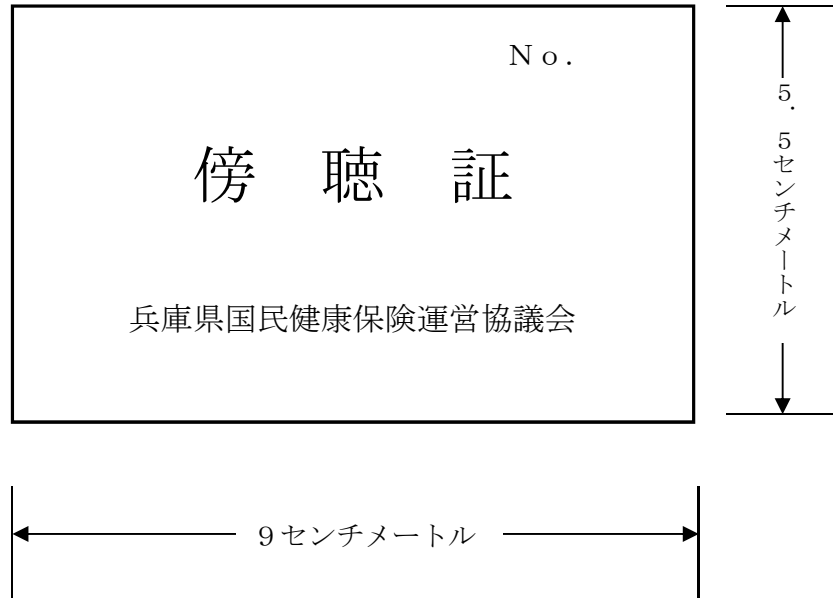 Ｎｏ．
傍　聴　証
兵庫県国民健康保険運営協議会
５．５センチメートル
９センチメートル